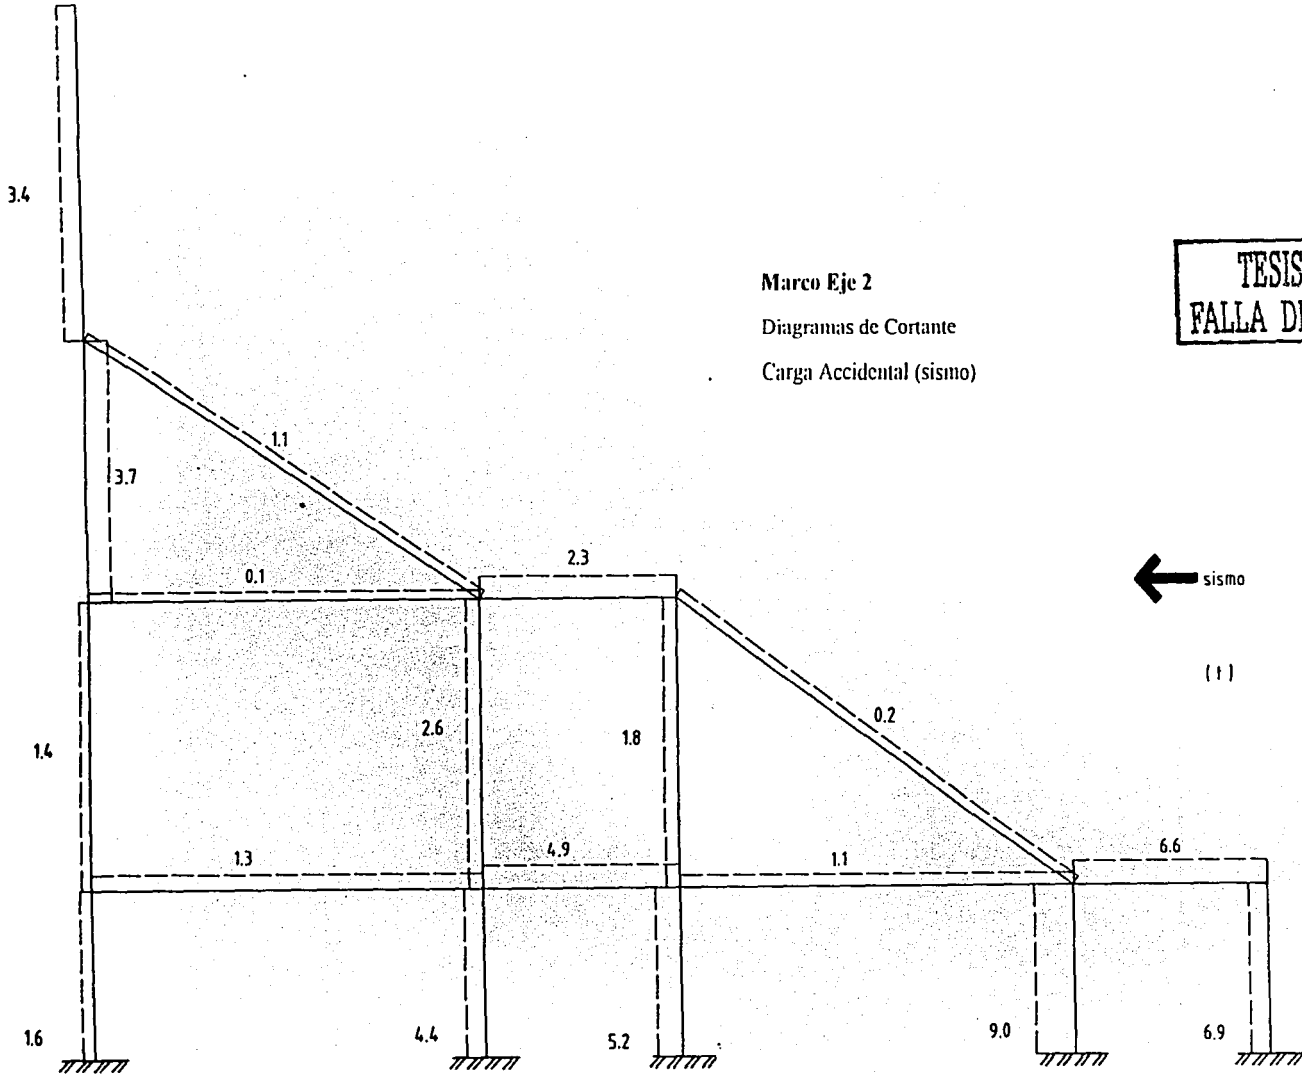 3.4
Marco Eje 2
Diagramas de Cortante
Carga Accidental (sismo)
TESIS
FALLA DE
1.1
3.7
0.1
2.3
sismo
(t)
0.2
2.6
1.8
1.4
1.3
4.9
1.1
6.6
1.6
4.4
5.2
9.0
6.9